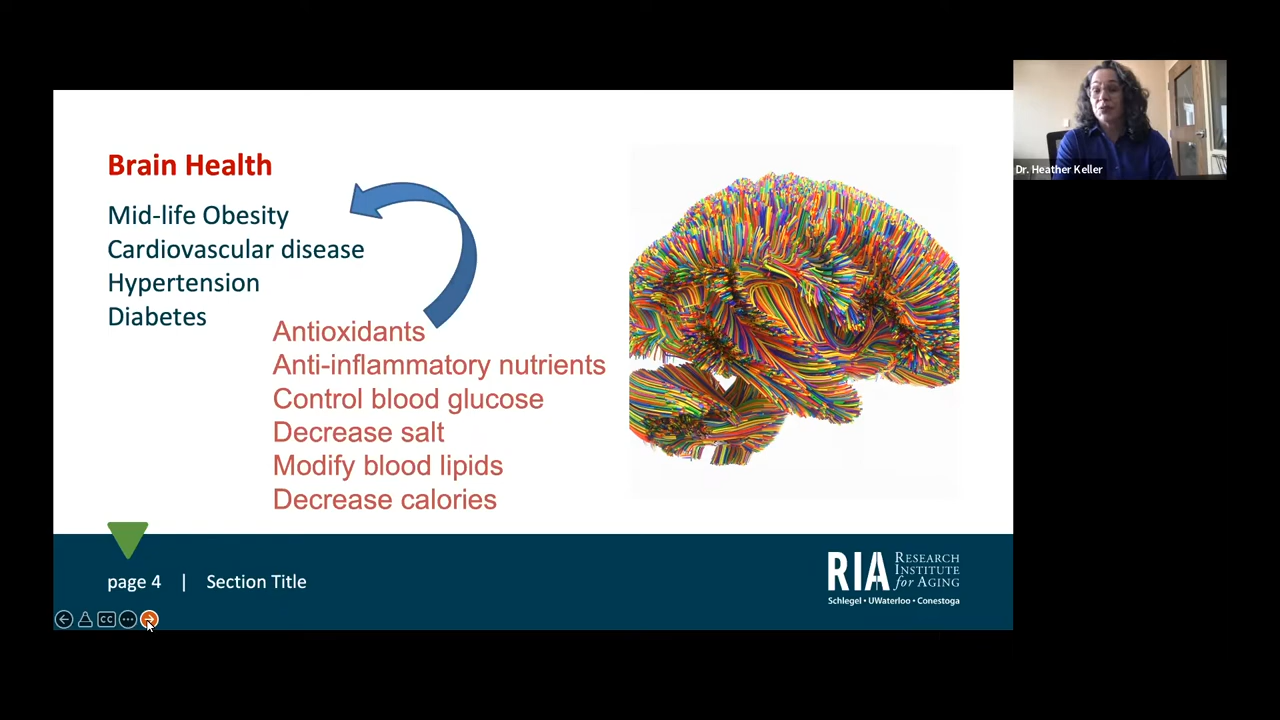 Brain Health
Mid-life Obesity
Cardiovascular disease
Hypertension
Diabetes
Antioxidants
Anti-inflammatory nutrients
Control blood glucose
Decrease salt
Modify blood lipids
Decrease calories
page 4 | Section Title
RIA
RESEARCH
INSTITUTE
for AGING
Schlegel • UWaterloo • Conestoga
CC
Dr. Heather Keller